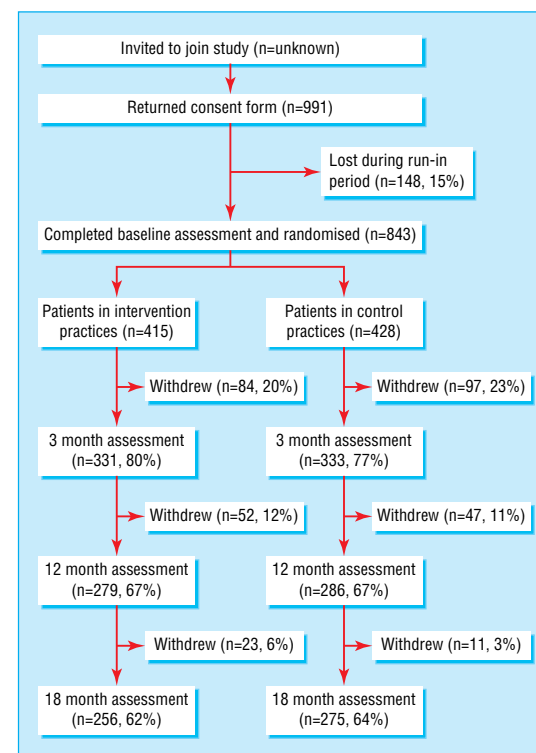 Invited to join study (n=unknown)
Returned consent form (n=991)
Lost during run-in
period (n=148, 15%)
Completed baseline assessment and randomised (n=843)
Patients in intervention
practices (n=415)
Patients in control
practices (n=428)
Withdrew (n=84, 20%)
Withdrew (n=97, 23%)
3 month assessment
(n=331, 80%)
3 month assessment
(n=333, 77%)
Withdrew (n=52, 12%)
Withdrew (n=47, 11%)
12 month assessment
(n=279, 67%)
12 month assessment
(n=286, 67%)
Withdrew (n=23, 6%)
Withdrew (n=11, 3%)
18 month assessment
(n=256, 62%)
18 month assessment
(n=275, 64%)